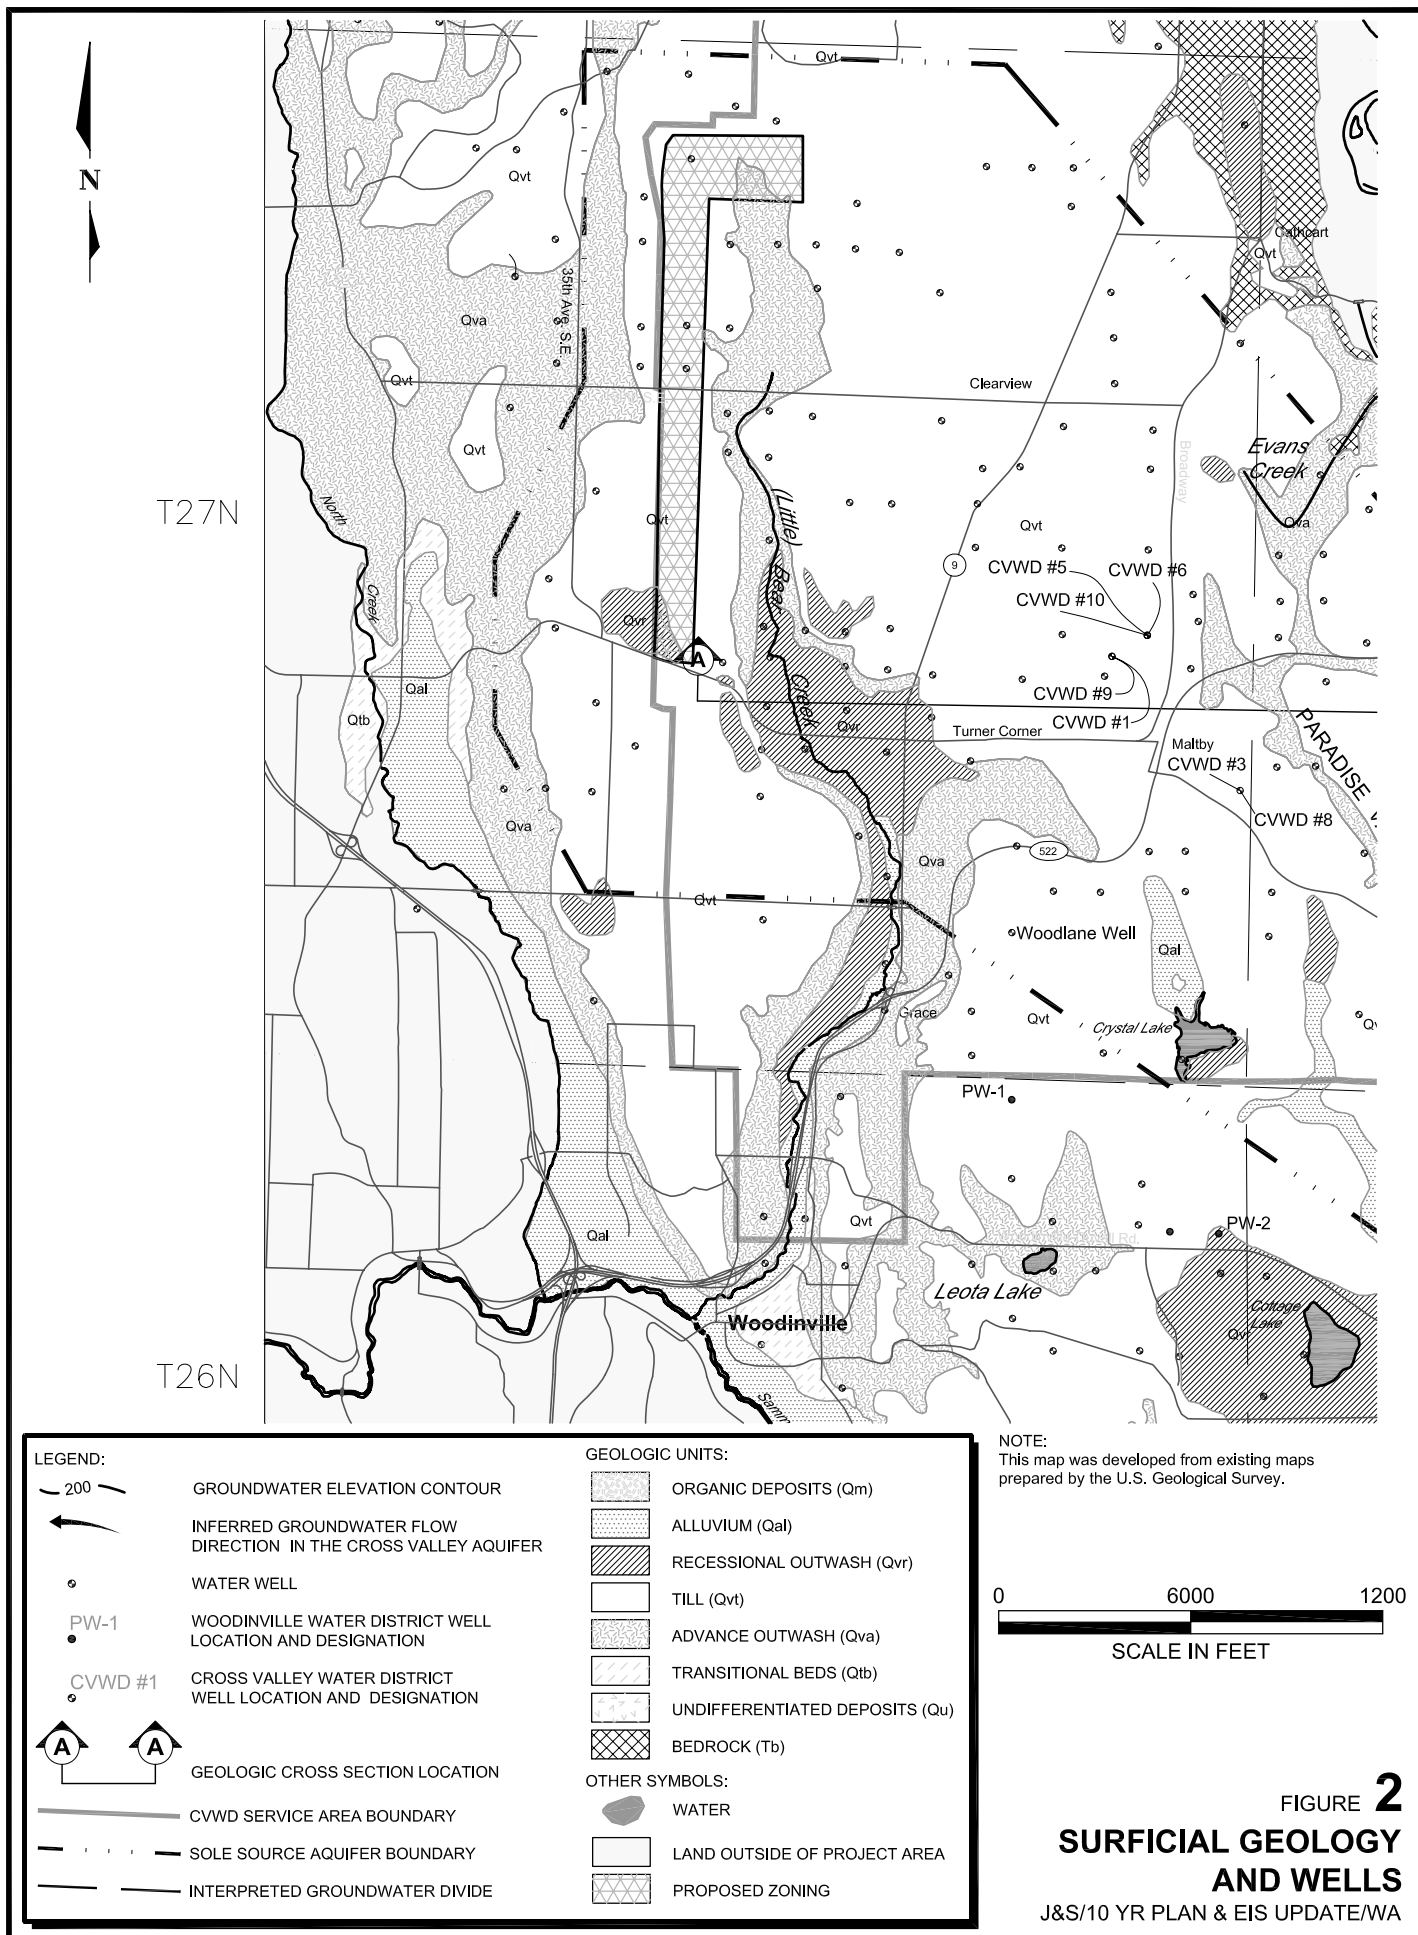 N
T27N
T26N
Qvt
Qvt
Cathcart
Qvt
35th Ave. S.E.
Qva
Qvt
Clearview
Qvt
Broadway
Evans
Creek
North
Creek
(Little)
Bear
Creek
Qvt
Qvt
Qva
9
CVWD #5
CVWD #6
CVWD #10
Qvr
A
CVWD #9
CVWD #1
Qal
Qtb
Qvr
Turner Corner
Maltby
CVWD #3
PARADISE
CVWD #8
Qva
Qva
522
Qvt
Woodlane Well
Qal
Grace
Qvt
Crystal Lake
PW-1
Qvt
Qal
PW-2
Rd.
Leota Lake
Cottage
Lake
Qvr
Woodinville
Samm
LEGEND:
200
GROUNDWATER ELEVATION CONTOUR
INFERRED GROUNDWATER FLOW
DIRECTION IN THE CROSS VALLEY AQUIFER
WATER WELL
PW-1
WOODINVILLE WATER DISTRICT WELL
LOCATION AND DESIGNATION
CVWD #1
CROSS VALLEY WATER DISTRICT
WELL LOCATION AND DESIGNATION
A A
GEOLOGIC CROSS SECTION LOCATION
CVWD SERVICE AREA BOUNDARY
SOLE SOURCE AQUIFER BOUNDARY
INTERPRETED GROUNDWATER DIVIDE
GEOLOGIC UNITS:
ORGANIC DEPOSITS (Qm)
ALLUVIUM (Qal)
RECESSIONAL OUTWASH (Qvr)
TILL (Qvt)
ADVANCE OUTWASH (Qva)
TRANSITIONAL BEDS (Qtb)
UNDIFFERENTIATED DEPOSITS (Qu)
BEDROCK (Tb)
OTHER SYMBOLS:
WATER
LAND OUTSIDE OF PROJECT AREA
PROPOSED ZONING
NOTE:
This map was developed from existing maps
prepared by the U.S. Geological Survey.
0 6000 1200
SCALE IN FEET
FIGURE 2
SURFICIAL GEOLOGY
AND WELLS
J&S/10 YR PLAN & EIS UPDATE/WA